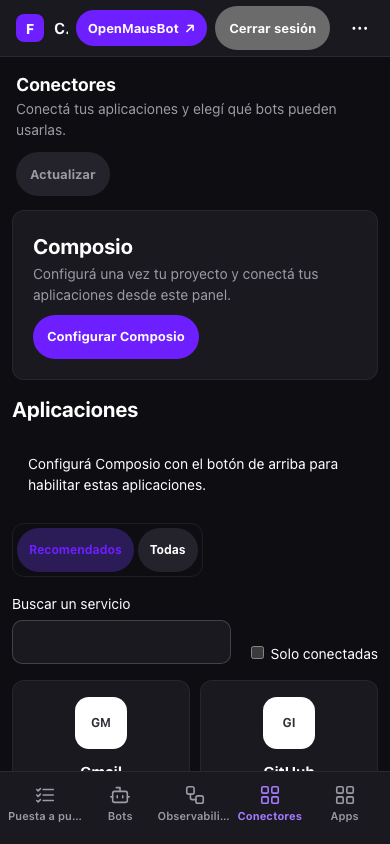 F C. OpenMausBot ↗ Cerrar sesión ...
Conectores
Conectá tus aplicaciones y elegí qué bots pueden
usarlas.
Actualizar
Composio
Configurá una vez tu proyecto y conectá tus
aplicaciones desde este panel.
Configurar Composio
Aplicaciones
Configurá Composio con el botón de arriba para
habilitar estas aplicaciones.
Recomendados Todas
Buscar un servicio
Solo conectadas
GM GI
Gmail GitHub
Puesta a pu... Bots Observabili... Conectores Apps